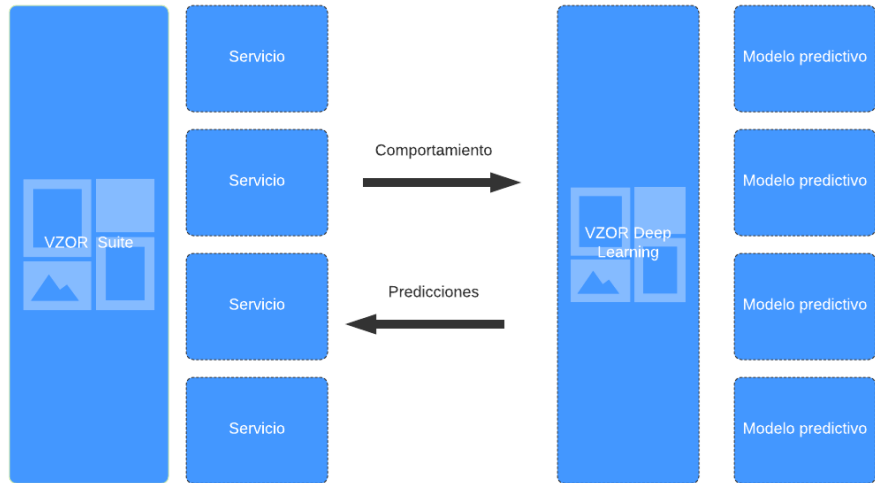 VZOR Suite
Servicio
Servicio
Servicio
Servicio
Comportamiento
Predicciones
VZOR Deep
Learning
Modelo predictivo
Modelo predictivo
Modelo predictivo
Modelo predictivo